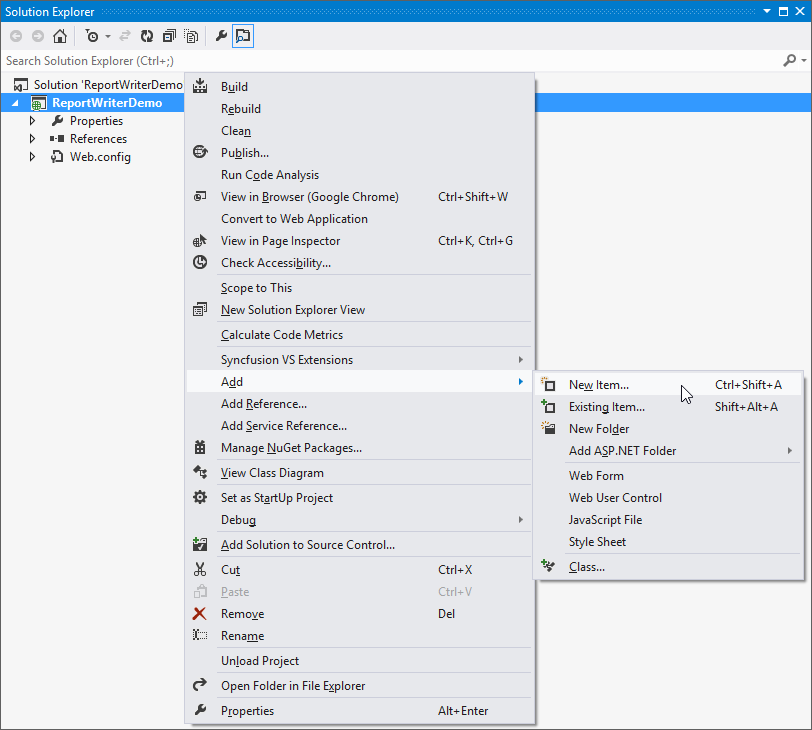 Solution Explorer
Search Solution Explorer (Ctrl+;)
Solution 'ReportWriterDemo
ReportWriterDemo
Properties
References
Web.config
Build
Rebuild
Clean
Publish...
Run Code Analysis
View in Browser (Google Chrome) Ctrl+Shift+W
Convert to Web Application
View in Page Inspector Ctrl+K, Ctrl+G
Check Accessibility...
Scope to This
New Solution Explorer View
Calculate Code Metrics
Syncfusion VS Extensions
Add
Add Reference...
Add Service Reference...
Manage NuGet Packages...
View Class Diagram
Set as StartUp Project
Debug
Add Solution to Source Control...
Cut Ctrl+X
Paste Ctrl+V
Remove Del
Rename
Unload Project
Open Folder in File Explorer
Properties Alt+Enter
New Item... Ctrl+Shift+A
Existing Item... Shift+Alt+A
New Folder
Add ASP.NET Folder
Web Form
Web User Control
JavaScript File
Style Sheet
Class...